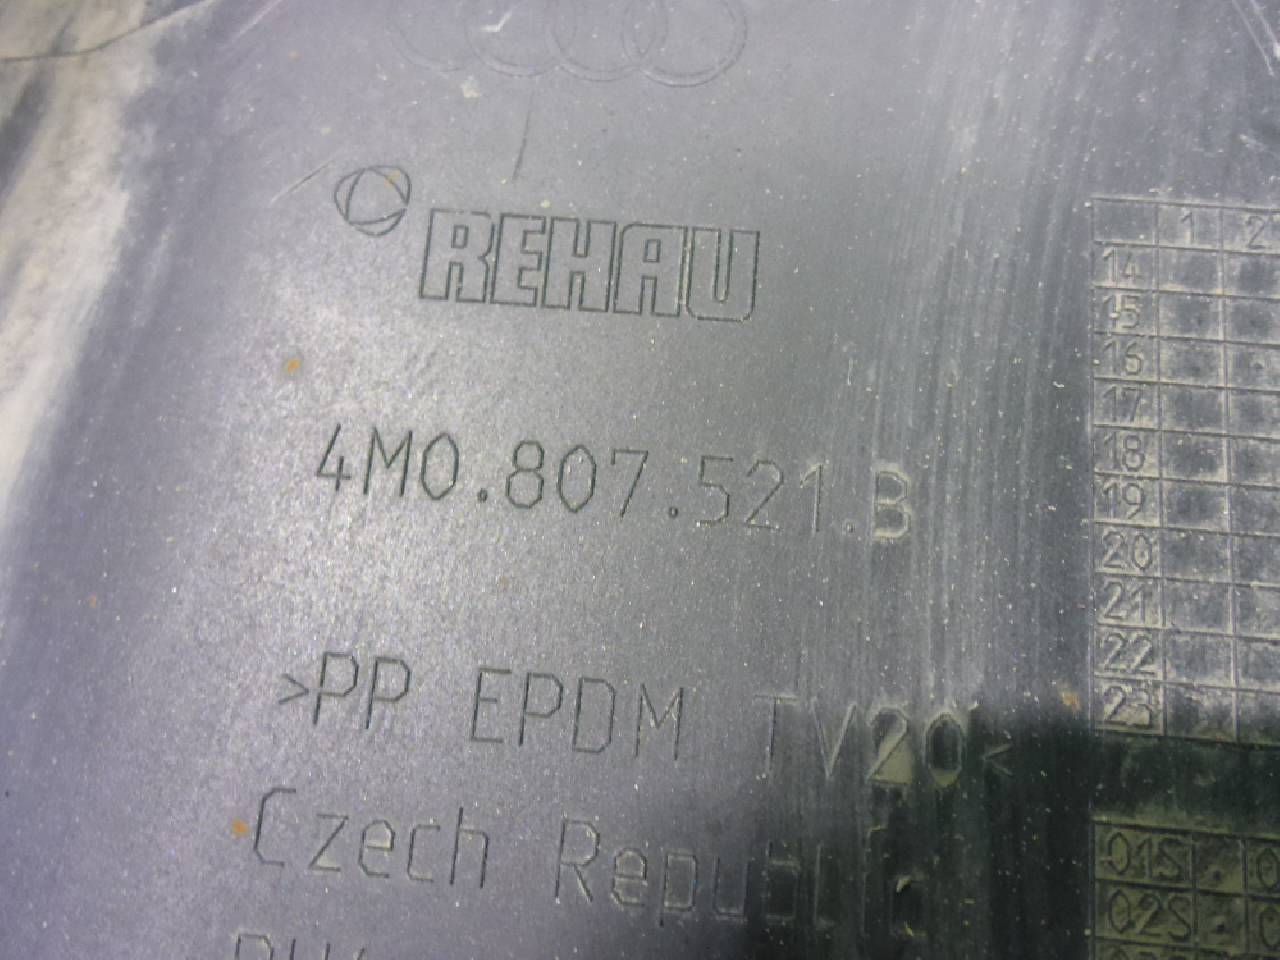 REHAU
4M0.807.521.B
>PP EPDM TV20<
Czech Republic
1 2
14
15
16
17
18
19
20
21
22
23
01S
02S